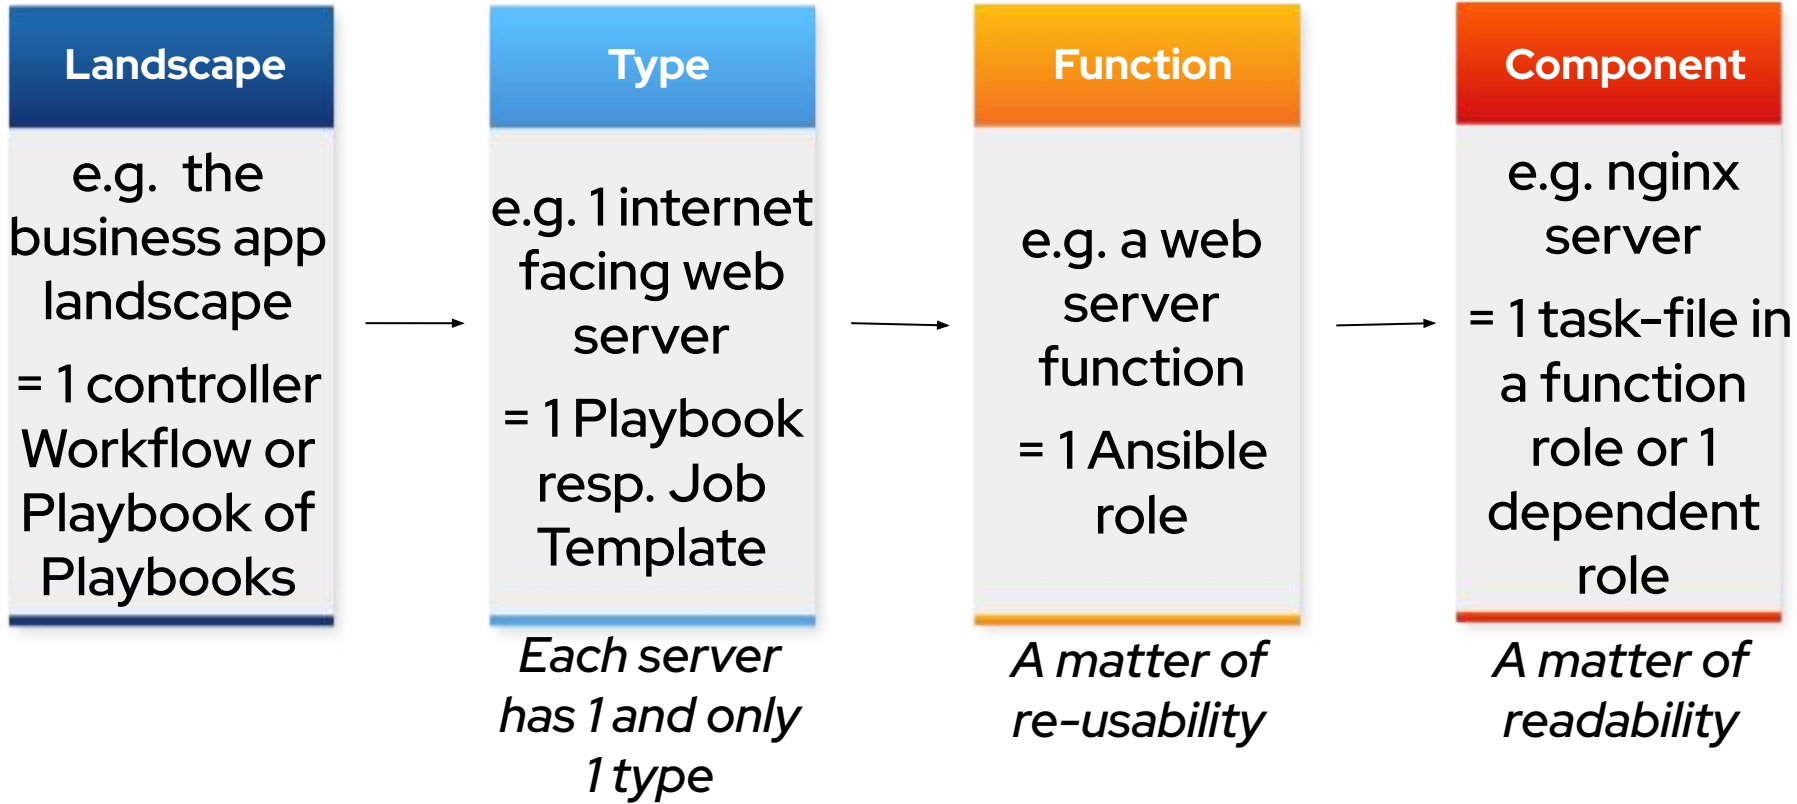 Landscape
e.g. the
business app
landscape
= 1 controller
Workflow or
Playbook of
Playbooks
Type
e.g. 1 internet
facing web
server
= 1 Playbook
resp. Job
Template
Each server
has 1 and only
1 type
Function
e.g. a web
server
function
= 1 Ansible
role
A matter of
re-usability
Component
e.g. nginx
server
= 1 task-file in
a function
role or 1
dependent
role
A matter of
readability